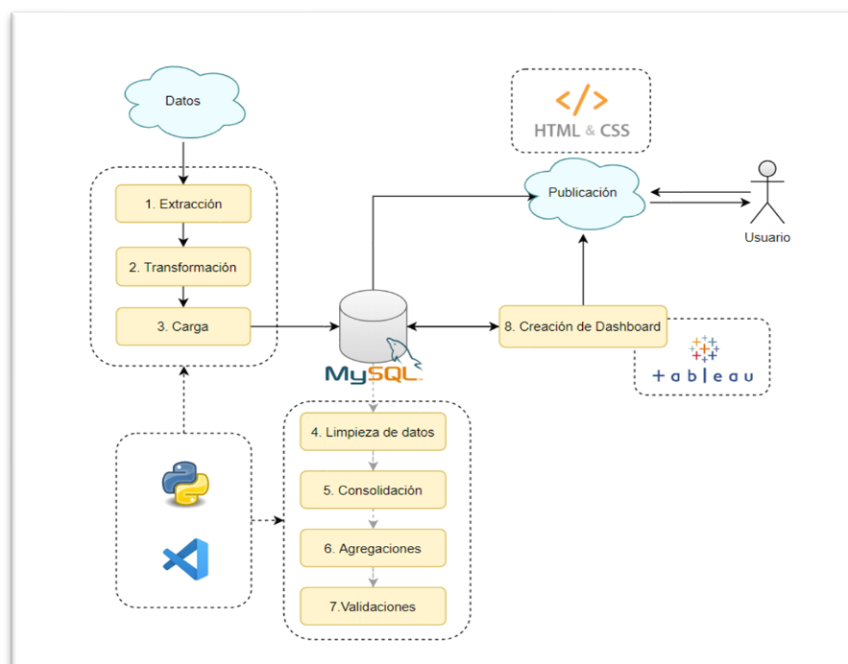 Datos
</>
HTML & CSS
1. Extracción
Publicación
Usuario
2. Transformación
3. Carga
8. Creación de Dashboard
MySQL
+ableau
4. Limpieza de datos
5. Consolidación
6. Agregaciones
7.Validaciones